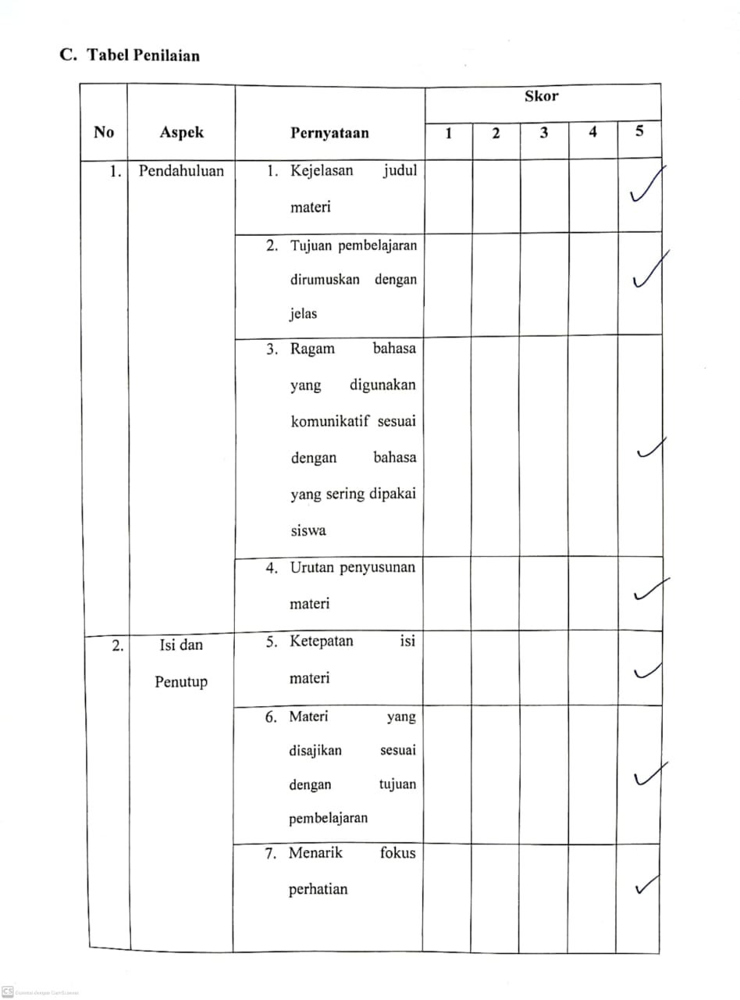 C. Tabel Penilaian
No Aspek Pernyataan Skor
1 2 3 4 5
1. Pendahuluan 1. Kejelasan judul
materi
✓
2. Tujuan pembelajaran
dirumuskan dengan
jelas
✓
3. Ragam bahasa
yang digunakan
komunikatif sesuai
dengan bahasa
yang sering dipakai
siswa
✓
4. Urutan penyusunan
materi
✓
2. Isi dan 5. Ketepatan isi
Penutup materi
✓
6. Materi yang
disajikan sesuai
dengan tujuan
pembelajaran
✓
7. Menarik fokus
perhatian
✓
CS Dipindai dengan CamScanner